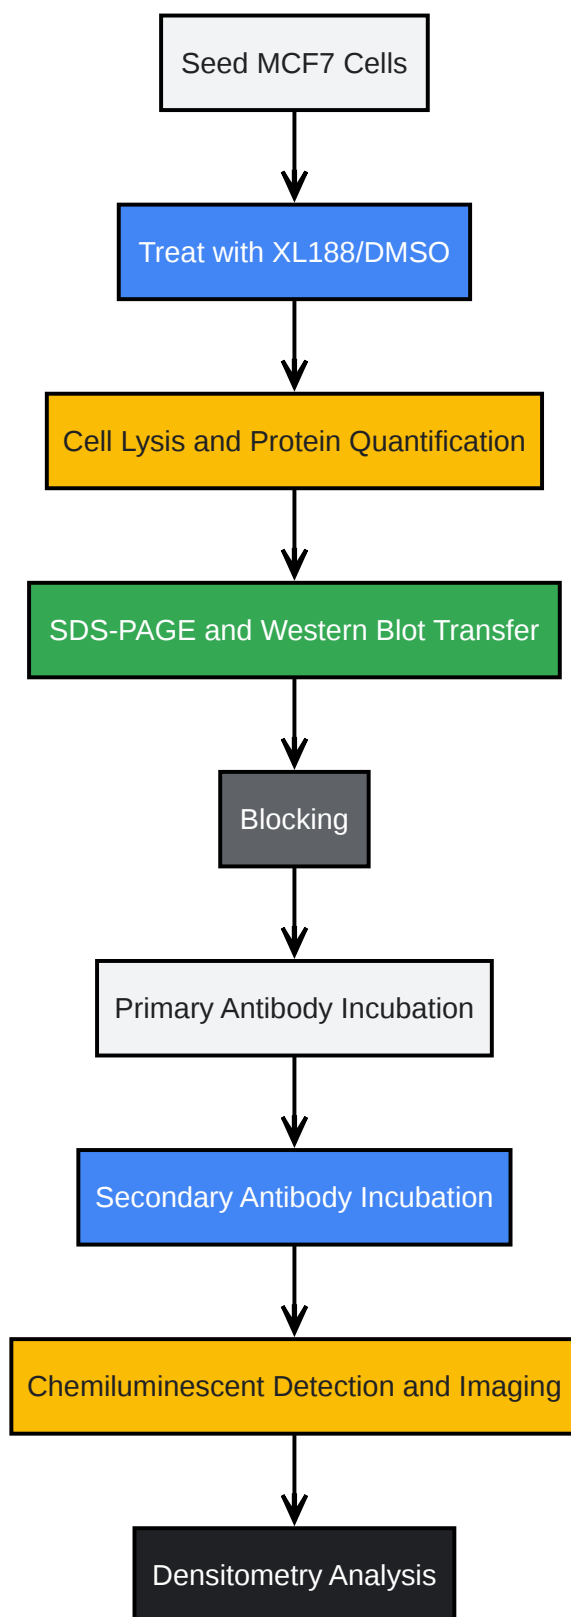 Seed MCF7 Cells
Treat with XL188/DMSO
Cell Lysis and Protein Quantification
SDS-PAGE and Western Blot Transfer
Blocking
Primary Antibody Incubation
Secondary Antibody Incubation
Chemiluminescent Detection and Imaging
Densitometry Analysis